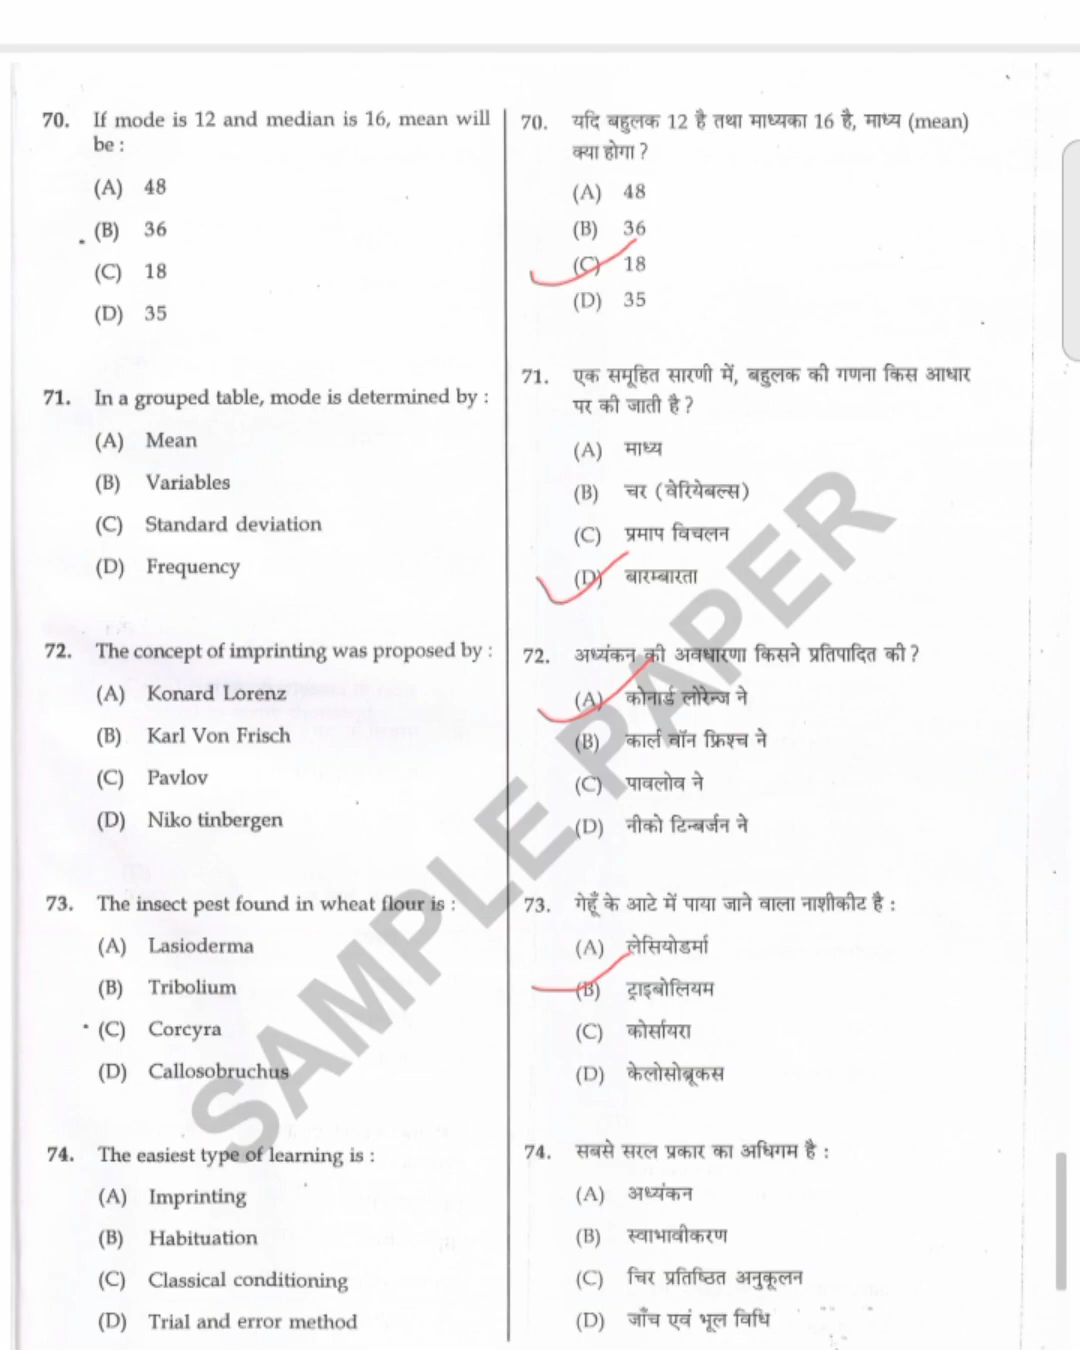 70. If mode is 12 and median is 16, mean will
be :
(A) 48
(B) 36
(C) 18
(D) 35
71. In a grouped table, mode is determined by :
(A) Mean
(B) Variables
(C) Standard deviation
(D) Frequency
72. The concept of imprinting was proposed by :
(A) Konard Lorenz
(B) Karl Von Frisch
(C) Pavlov
(D) Niko tinbergen
73. The insect pest found in wheat flour is :
(A) Lasioderma
(B) Tribolium
(C) Corcyra
(D) Callosobruchus
74. The easiest type of learning is :
(A) Imprinting
(B) Habituation
(C) Classical conditioning
(D) Trial and error method
70. यदि बहुलक 12 है तथा माध्यका 16 है, माध्य (mean)
क्या होगा ?
(A) 48
(B) 36
(C) 18
(D) 35
71. एक समूहित सारणी में, बहुलक की गणना किस आधार
पर की जाती है ?
(A) माध्य
(B) चर (वेरियेबल्स)
(C) प्रमाप विचलन
(D) बारम्बारता
72. अध्यंकन की अवधारणा किसने प्रतिपादित की ?
(A) कोनार्ड लोरेन्ज ने
(B) कार्ल वॉन फ्रिश्च ने
(C) पावलोव ने
(D) नीको टिन्बर्जन ने
73. गेहूँ के आटे में पाया जाने वाला नाशीकीट है :
(A) लेसियोडर्मा
(B) ट्राइबोलियम
(C) कोर्सायरा
(D) केलोसोब्रूकस
74. सबसे सरल प्रकार का अधिगम है :
(A) अध्यंकन
(B) स्वाभावीकरण
(C) चिर प्रतिष्ठित अनुकूलन
(D) जाँच एवं भूल विधि
SAMPLE PAPER